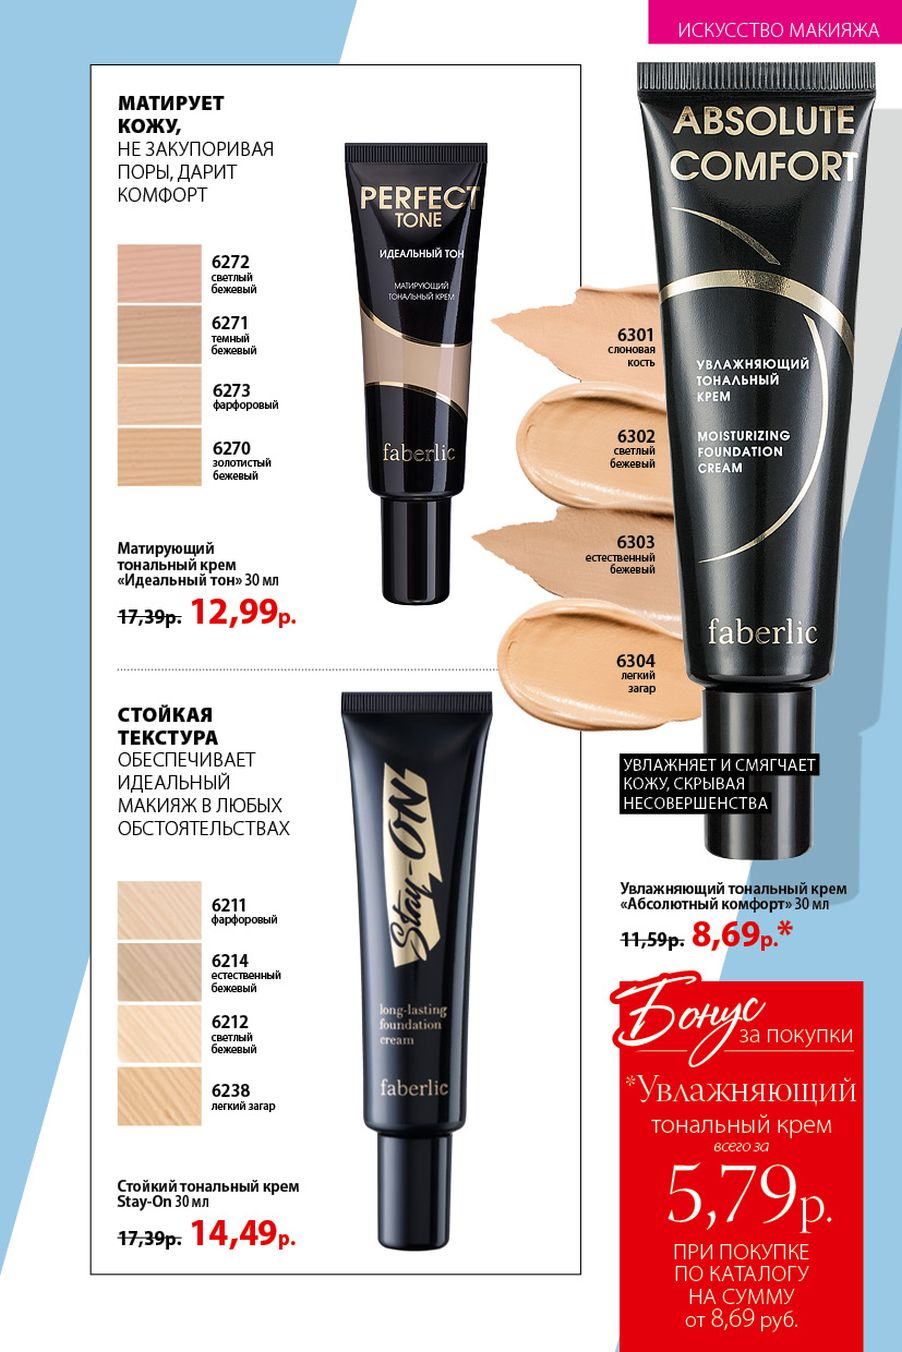 ИСКУССТВО МАКИЯЖА
МАТИРУЕТ
КОЖУ,
НЕ ЗАКУПОРИВАЯ
ПОРЫ, ДАРИТ
КОМФОРТ
6272
светлый
бежевый
6271
темный
бежевый
6273
фарфоровый
6270
золотистый
бежевый
PERFECT
TONE
ИДЕАЛЬНЫЙ ТОН
МАТИРУЮЩИЙ
ТОНАЛЬНЫЙ КРЕМ
faberlic
Матирующий
тональный крем
«Идеальный тон» 30 мл
17,39р. 12,99р.
СТОЙКАЯ
ТЕКСТУРА
ОБЕСПЕЧИВАЕТ
ИДЕАЛЬНЫЙ
МАКИЯЖ В ЛЮБЫХ
ОБСТОЯТЕЛЬСТВАХ
6211
фарфоровый
6214
естественный
бежевый
6212
светлый
бежевый
6238
легкий загар
Stay-ON
long-lasting
foundation
cream
faberlic
Стойкий тональный крем
Stay-On 30 мл
17,39р. 14,49р.
ABSOLUTE
COMFORT
УВЛАЖНЯЮЩИЙ
ТОНАЛЬНЫЙ
КРЕМ
MOISTURIZING
FOUNDATION
CREAM
faberlic
6301
слоновая
кость
6302
светлый
бежевый
6303
естественный
бежевый
6304
легкий
загар
УВЛАЖНЯЕТ И СМЯГЧАЕТ
КОЖУ, СКРЫВАЯ
НЕСОВЕРШЕНСТВА
Увлажняющий тональный крем
«Абсолютный комфорт» 30 мл
11,59р. 8,69р.*
Бонус
за покупки
*Увлажняющий
тональный крем
всего за
5,79р.
ПРИ ПОКУПКЕ
ПО КАТАЛОГУ
НА СУММУ
от 8,69 руб.